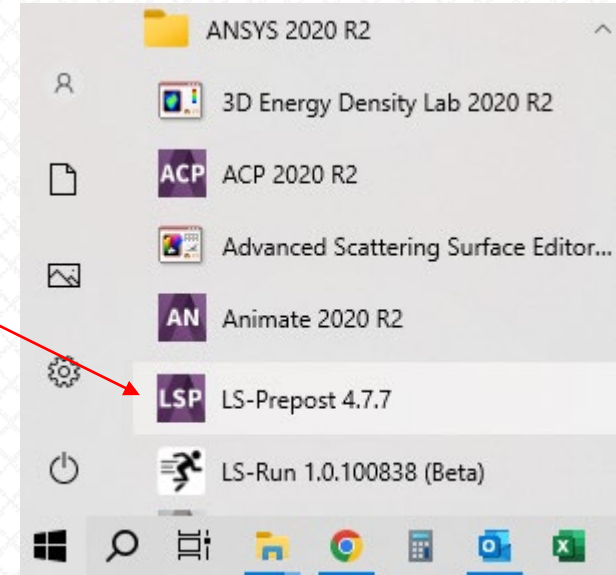 ANSYS 2020 R2
3D Energy Density Lab 2020 R2
ACP ACP 2020 R2
Advanced Scattering Surface Editor...
AN Animate 2020 R2
LSP LS-Prepost 4.7.7
LS-Run 1.0.100838 (Beta)